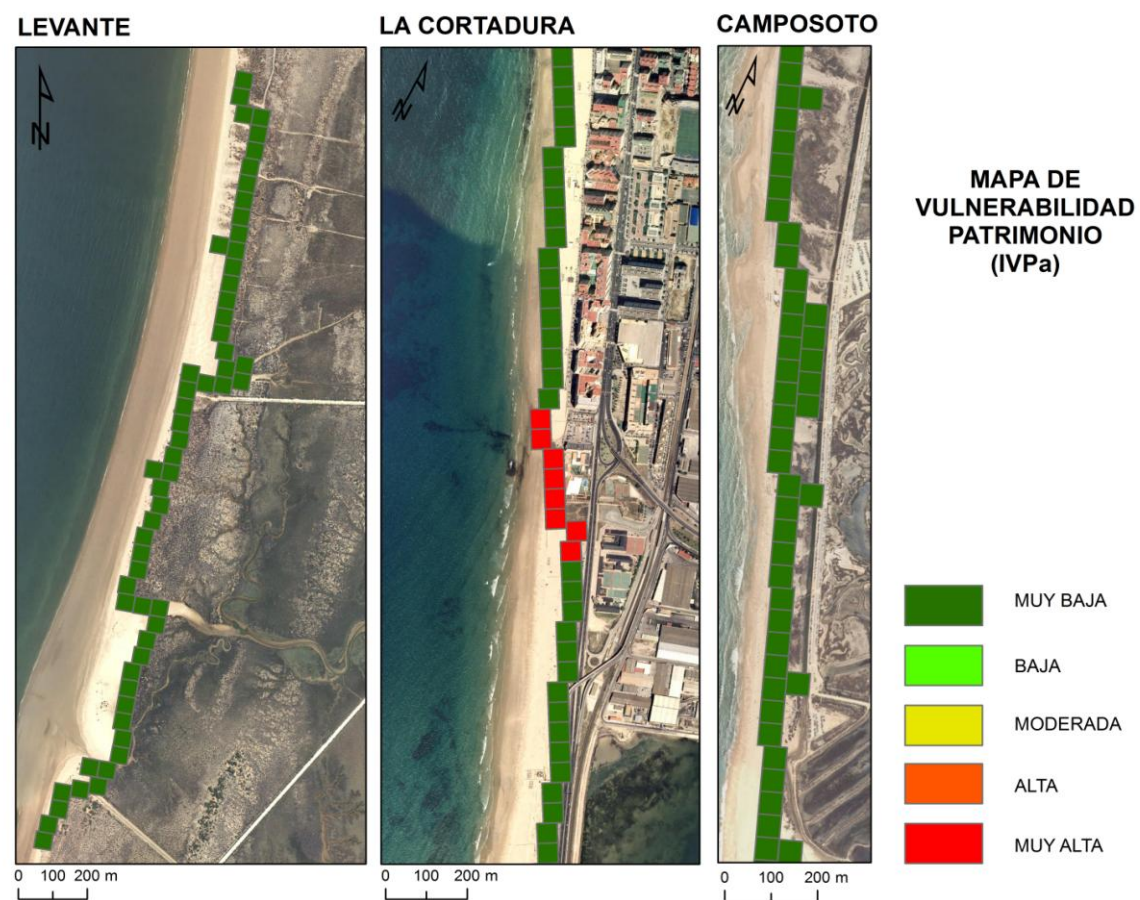 LEVANTE
LA CORTADURA
CAMPOSOTO
N
N
N
MAPA DE
VULNERABILIDAD
PATRIMONIO
(IVPa)
MUY BAJA
BAJA
MODERADA
ALTA
MUY ALTA
0 100 200 m
0 100 200 m
0 100 200 m